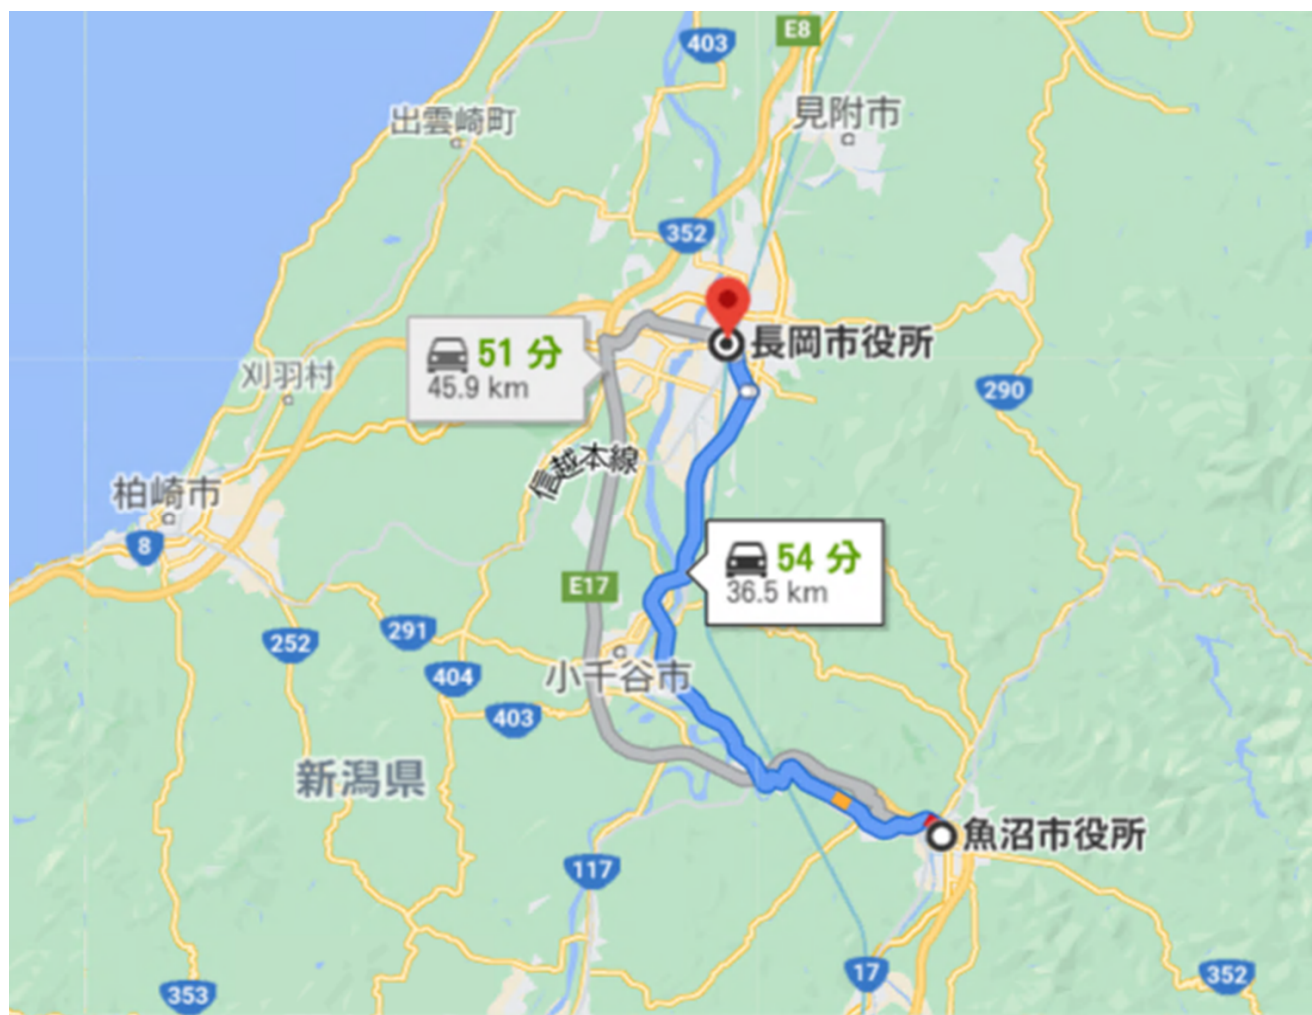 E8
403
出雲崎町
見附市
352
51 分
45.9 km
長岡市役所
刈羽村
290
信越本線
柏崎市
8
54 分
36.5 km
E17
291
252
404
小千谷市
403
新潟県
魚沼市役所
117
17
352
353